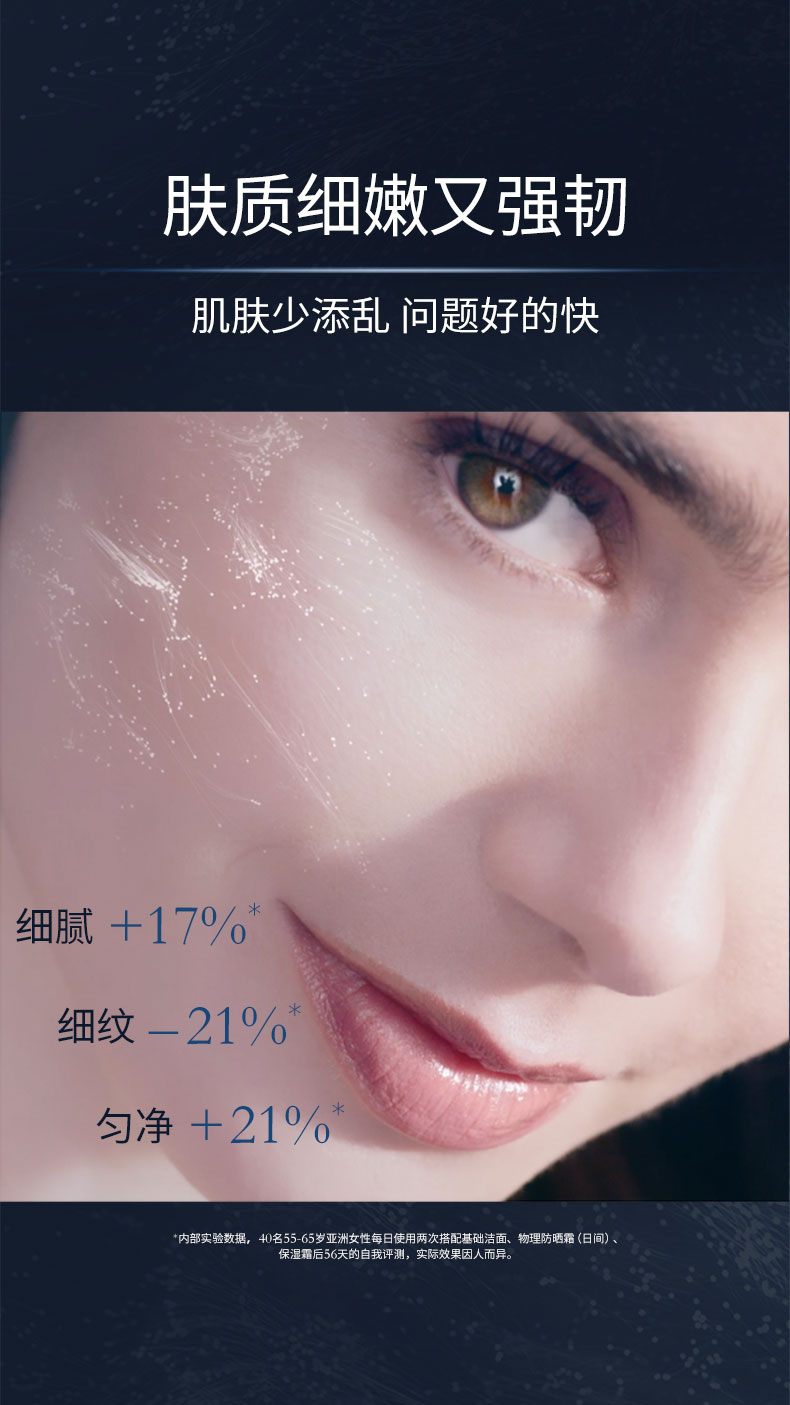 肤质细嫩又强韧
肌肤少添乱 问题好的快
细腻 +17%*
细纹 –21%*
匀净 +21%*
*内部实验数据，40名55-65岁亚洲女性每日使用两次搭配基础洁面、物理防晒霜（日间）、
保湿霜后56天的自我评测，实际效果因人而异。